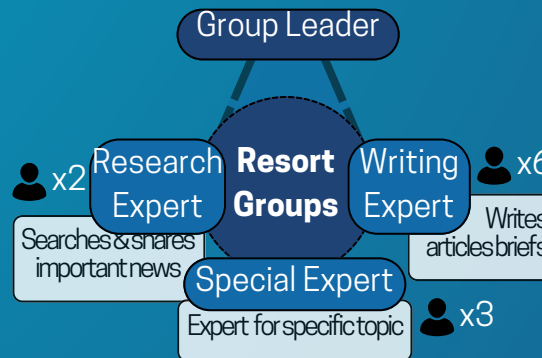 Group Leader
x2
Research
Expert
Resort
Groups
Writing
Expert
x6
Searches & shares
important news
Writes
articles briefs
Special Expert
Expert for specific topic
x3